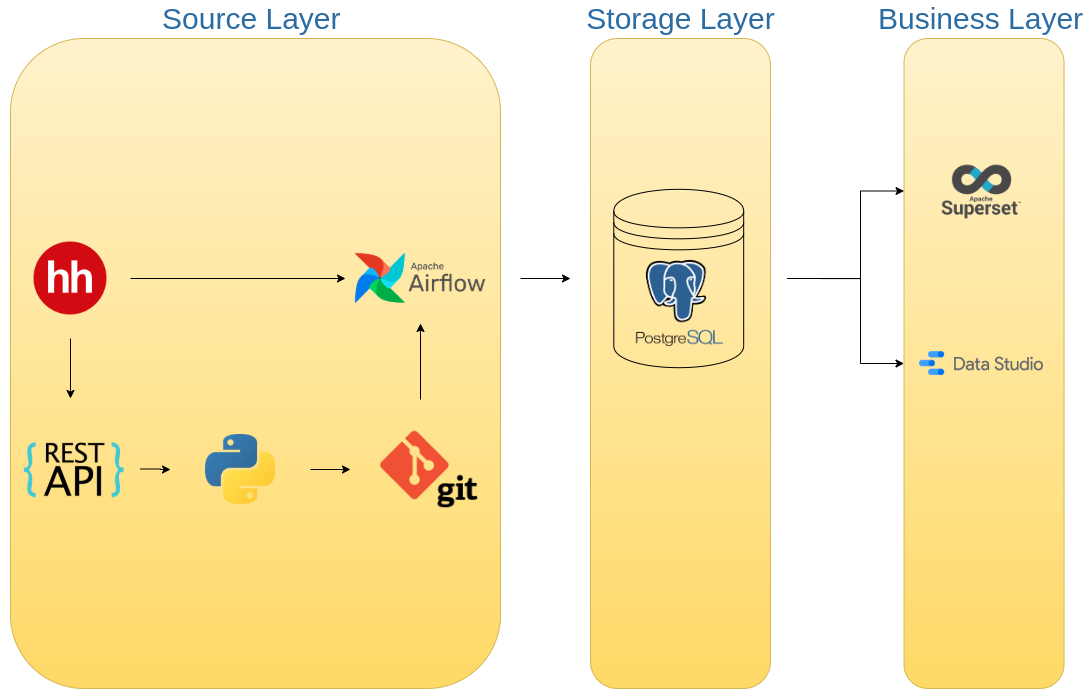 Source Layer
Storage Layer
Business Layer
hh
Apache
Airflow
{REST
API}
git
PostgreSQL
Apache
Superset
Data Studio